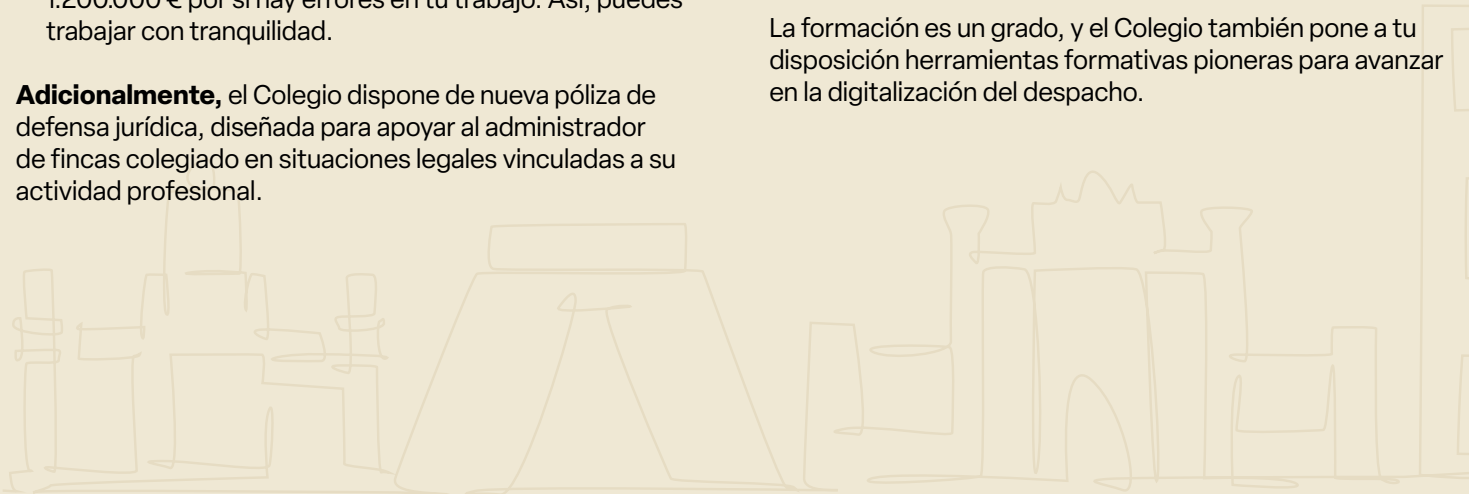 1.200.000 € por si hay errores en tu trabajo. Así, puedes
trabajar con tranquilidad.
Adicionalmente, el Colegio dispone de nueva póliza de
defensa jurídica, diseñada para apoyar al administrador
de fincas colegiado en situaciones legales vinculadas a su
actividad profesional.
La formación es un grado, y el Colegio también pone a tu
disposición herramientas formativas pioneras para avanzar
en la digitalización del despacho.